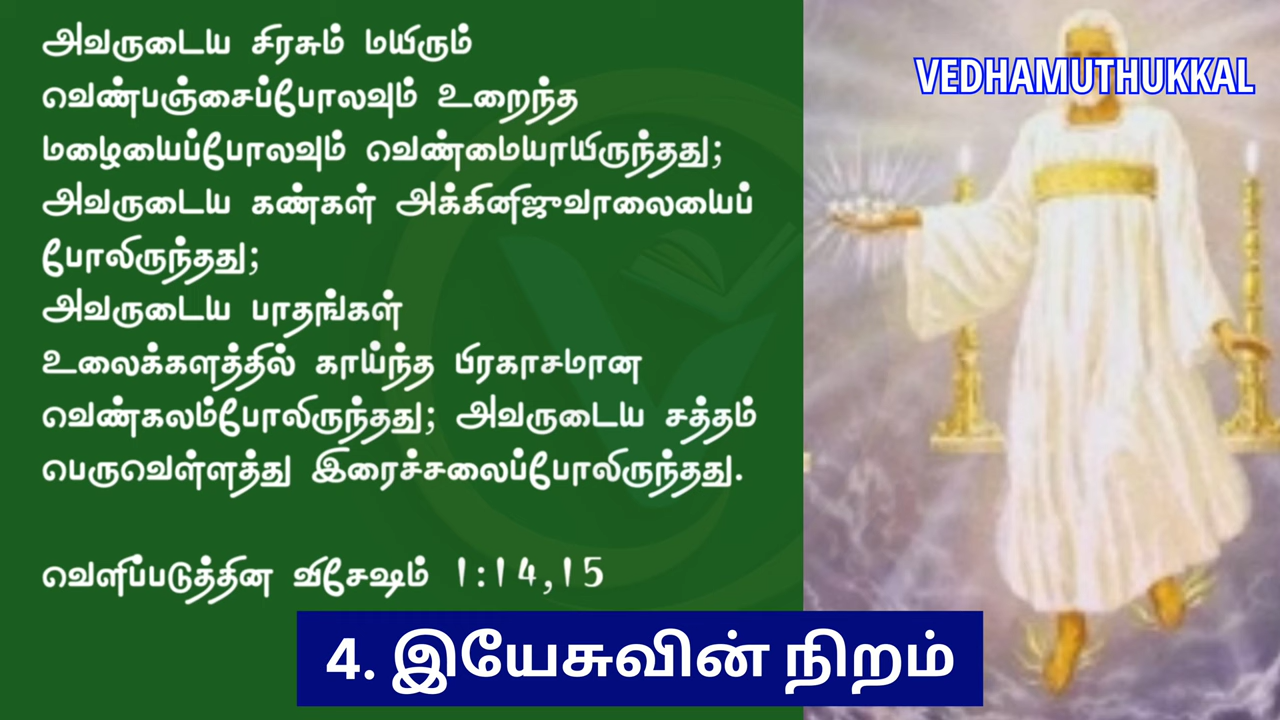 அவருடைய சிரசும் மயிரும்
வெண்பஞ்சைப்போலவும் உறைந்த
மழையைப்போலவும் வெண்மையாயிருந்தது;
அவருடைய கண்கள் அக்கினிஜுவாலையைப்
போலிருந்தது;
அவருடைய பாதங்கள்
உலைக்களத்தில் காய்ந்த பிரகாசமான
வெண்கலம்போலிருந்தது; அவருடைய சத்தம்
பெருவெள்ளத்து இரைச்சலைப்போலிருந்தது.
வெளிப்படுத்தின விசேஷம் 1:14,15
VEDHAMUTHUKKAL
4. இயேசுவின் நிறம்